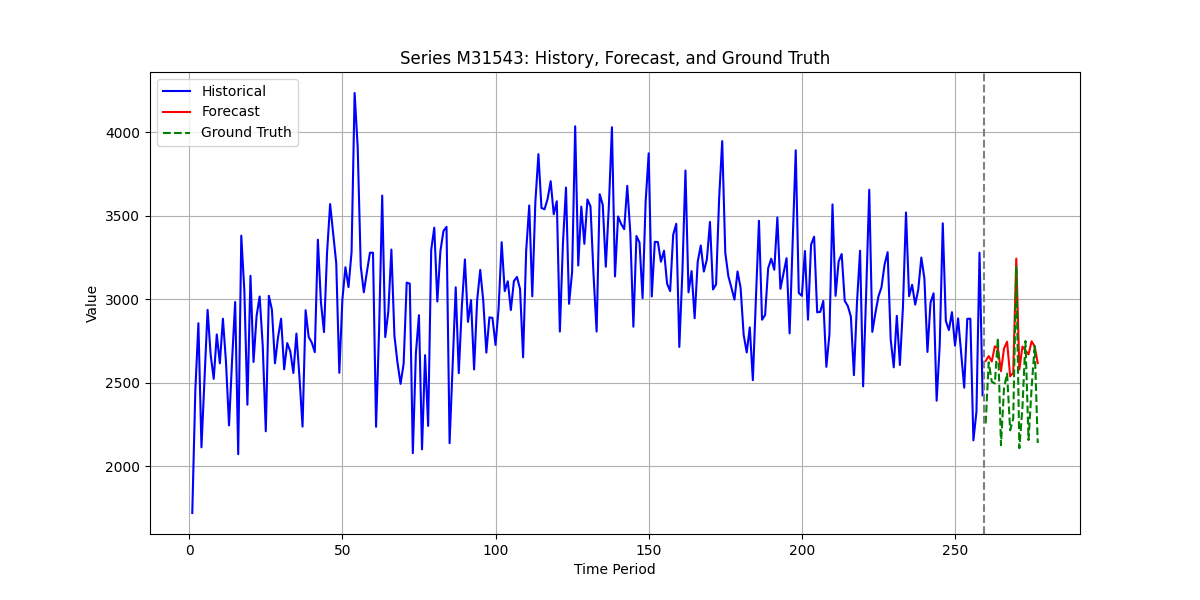 Series M31543: History, Forecast, and Ground Truth
Historical
Forecast
Ground Truth
4000
3500
3000
2500
2000
Value
0 50 100 150 200 250
Time Period